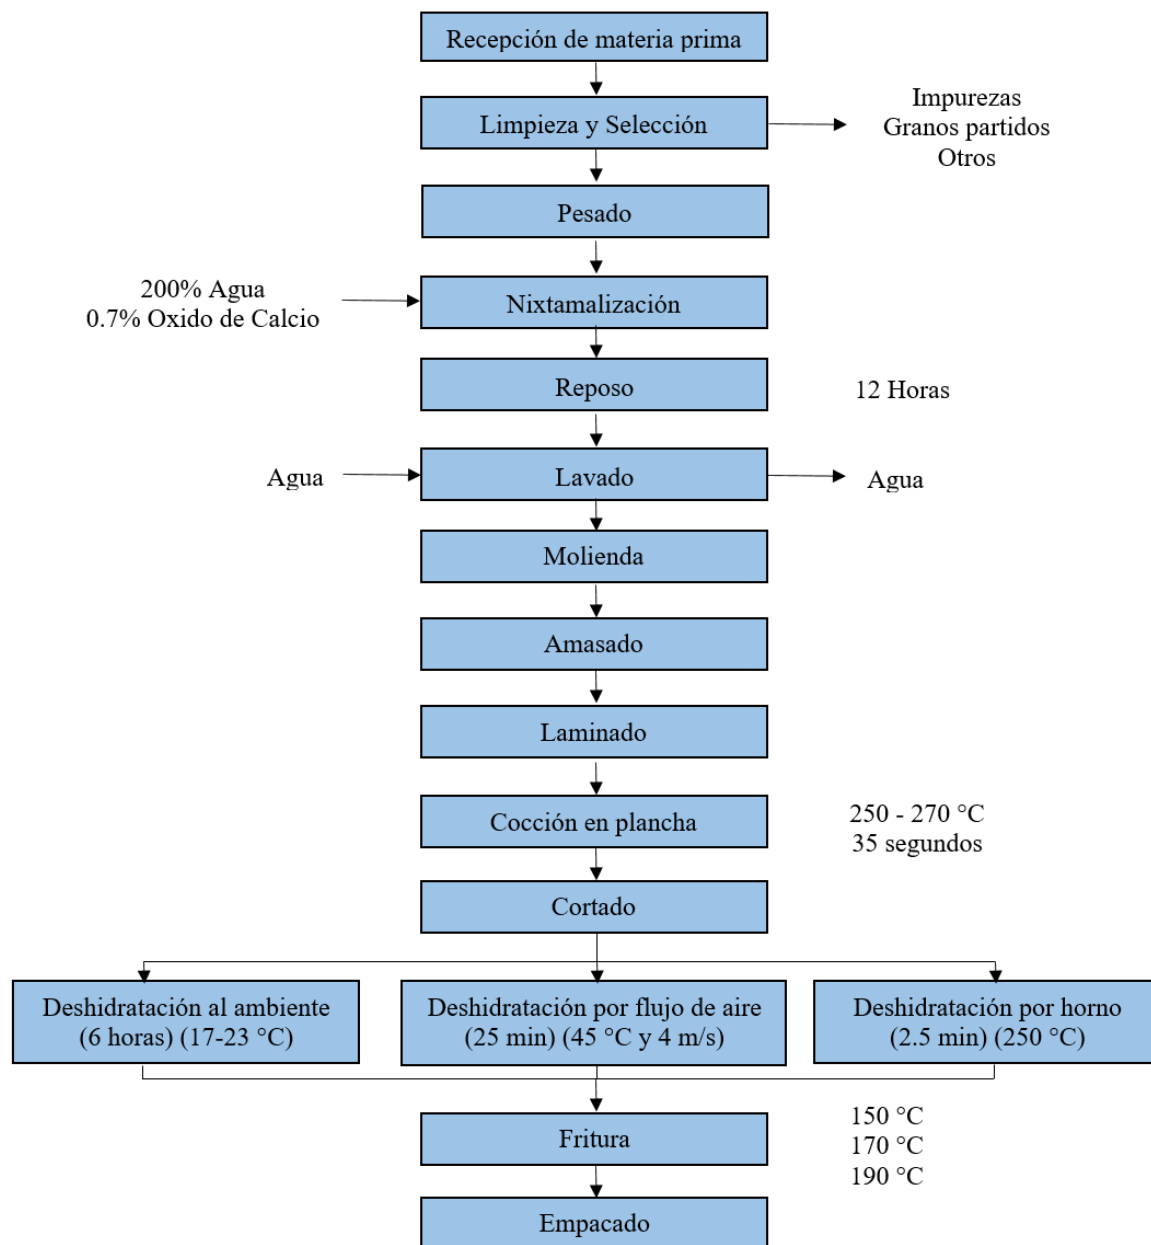 Recepción de materia prima
Limpieza y Selección
Impurezas
Granos partidos
Otros
Pesado
200% Agua
0.7% Oxido de Calcio
Nixtamalización
Reposo
12 Horas
Agua
Lavado
Agua
Molienda
Amasado
Laminado
Cocción en plancha
250 - 270 °C
35 segundos
Cortado
Deshidratación al ambiente
(6 horas) (17-23 °C)
Deshidratación por flujo de aire
(25 min) (45 °C y 4 m/s)
Deshidratación por horno
(2.5 min) (250 °C)
Fritura
150 °C
170 °C
190 °C
Empacado